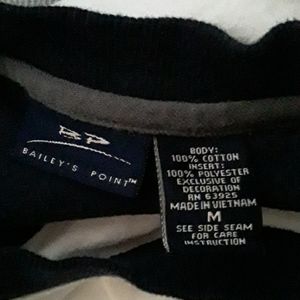 BP
BAILEY'S POINT™
BODY:
100% COTTON
INSERT:
100% POLYESTER
EXCLUSIVE OF
DECORATION
RN 63925
MADE IN VIETNAM
M
SEE SIDE SEAM
FOR CARE
INSTRUCTION